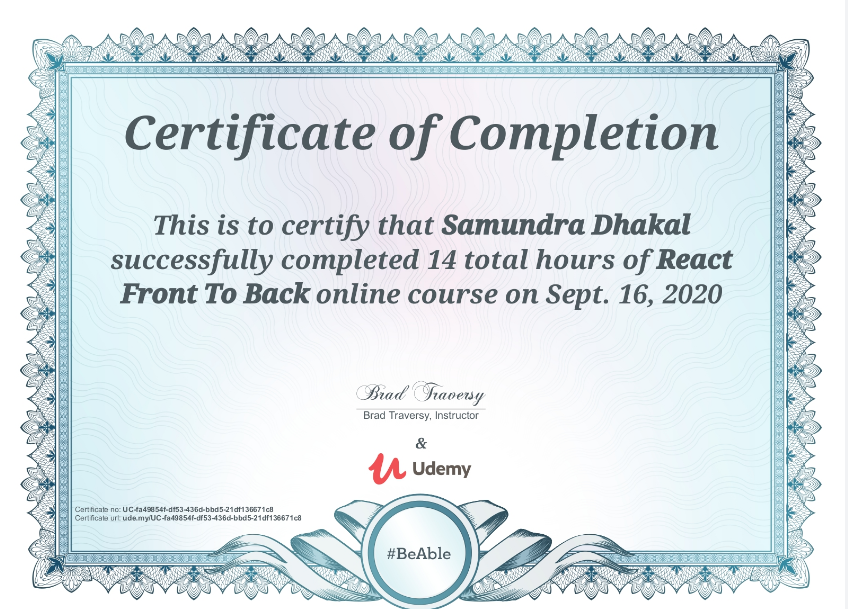 Certificate of Completion
This is to certify that Samundra Dhakal
successfully completed 14 total hours of React
Front To Back online course on Sept. 16, 2020
Brad Traversy
Brad Traversy, Instructor
&
Udemy
Certificate no: UC-fa49854f-df53-436d-bbd5-21df136671c8
Certificate url: ude.my/UC-fa49854f-df53-436d-bbd5-21df136671c8
#BeAble